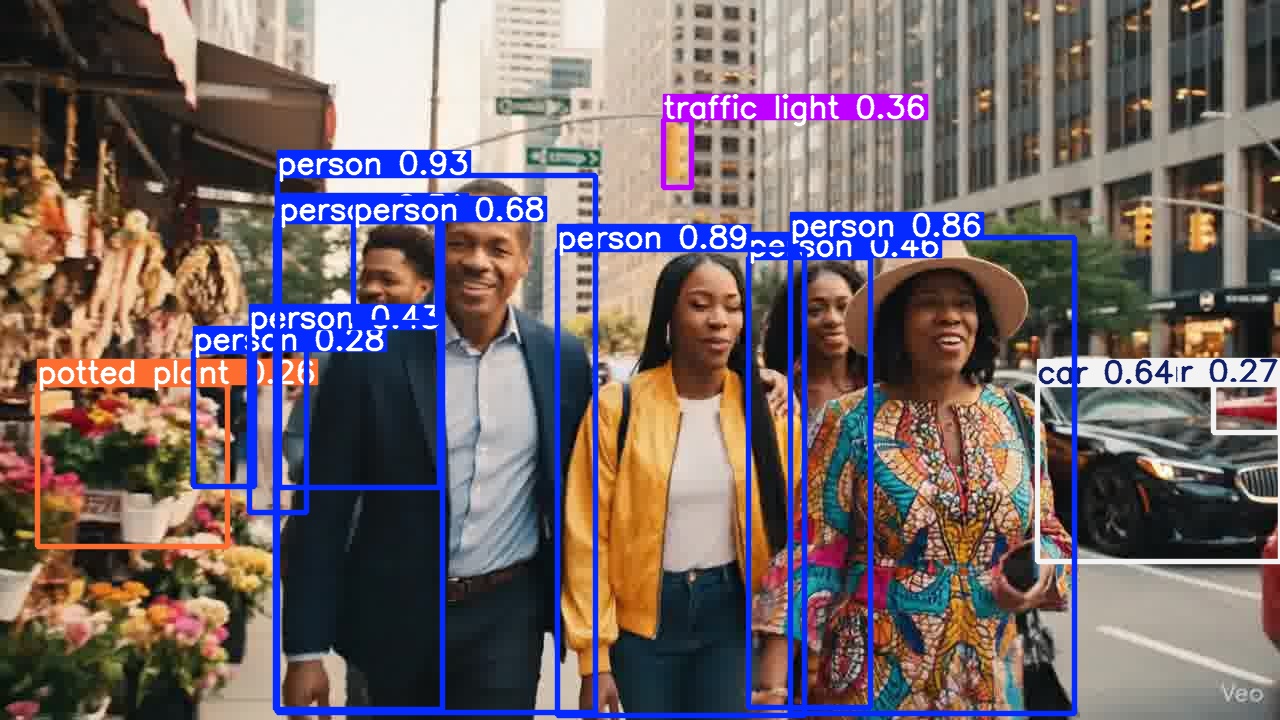 traffic light 0.36
person 0.93
person 0.68
person 0.86
person 0.89
person 0.46
person 0.43
person 0.28
potted plant 0.26
car 0.64
0.27
Veo